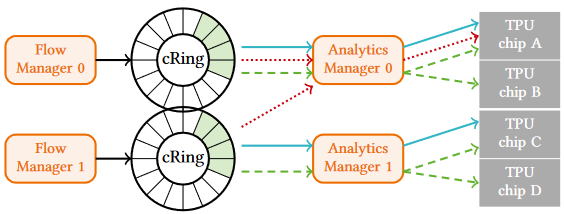 Flow
Manager 0
cRing
Analytics
Manager 0
TPU
chip A
TPU
chip B
Flow
Manager 1
cRing
Analytics
Manager 1
TPU
chip C
TPU
chip D